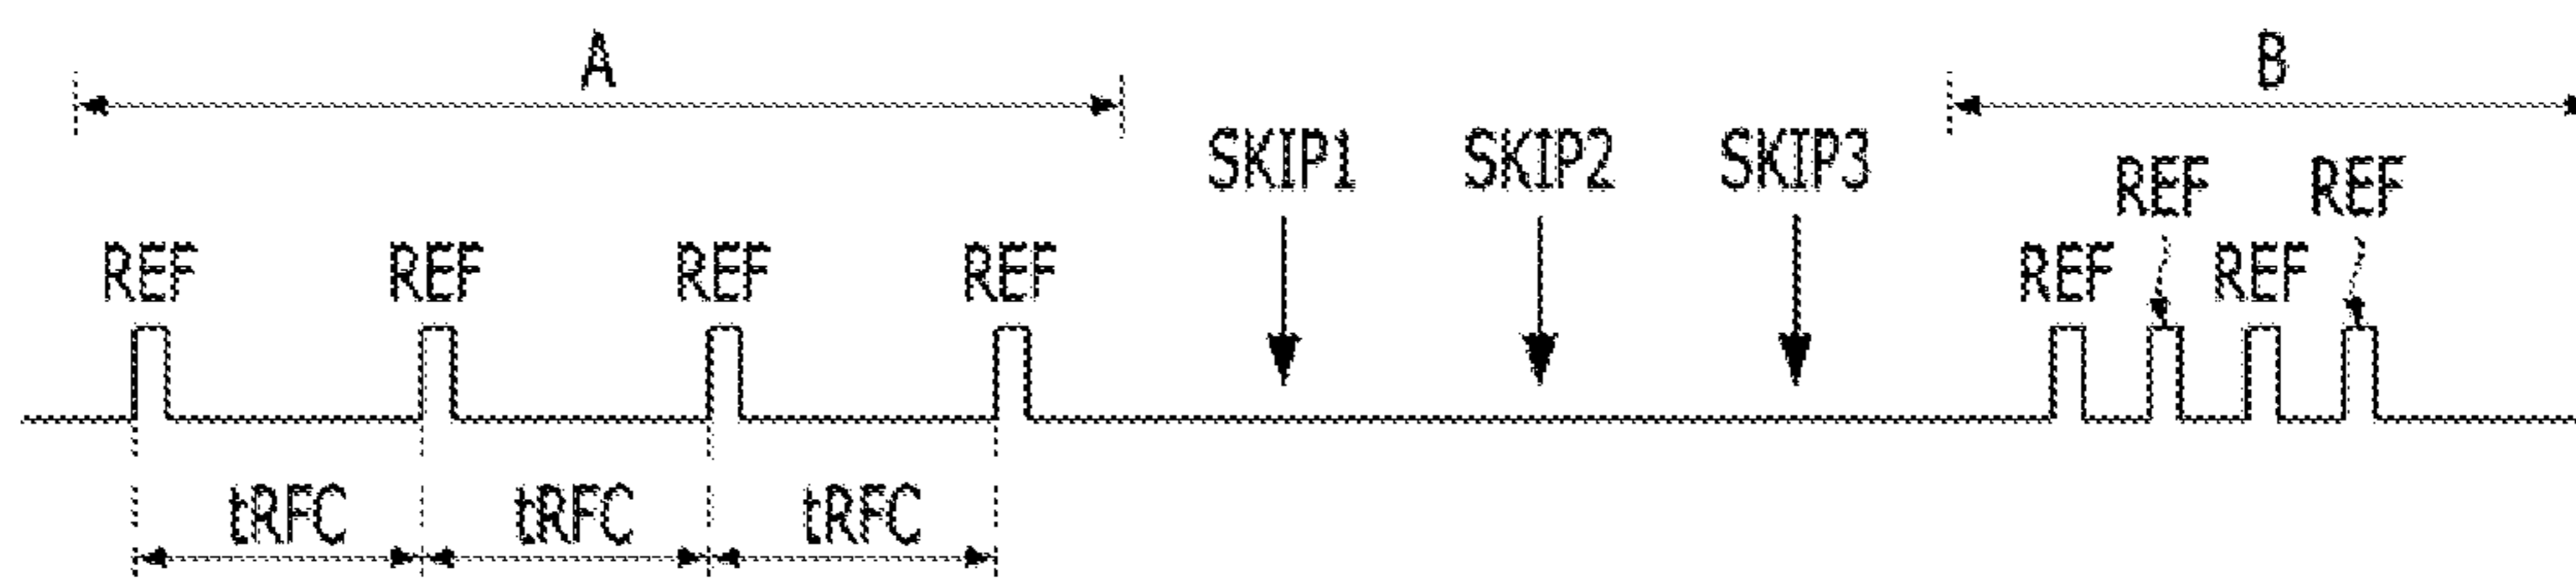 A B
SKIP1 SKIP2 SKIP3
REF REF
REF REF REF REF REF REF
tRFC tRFC tRFC